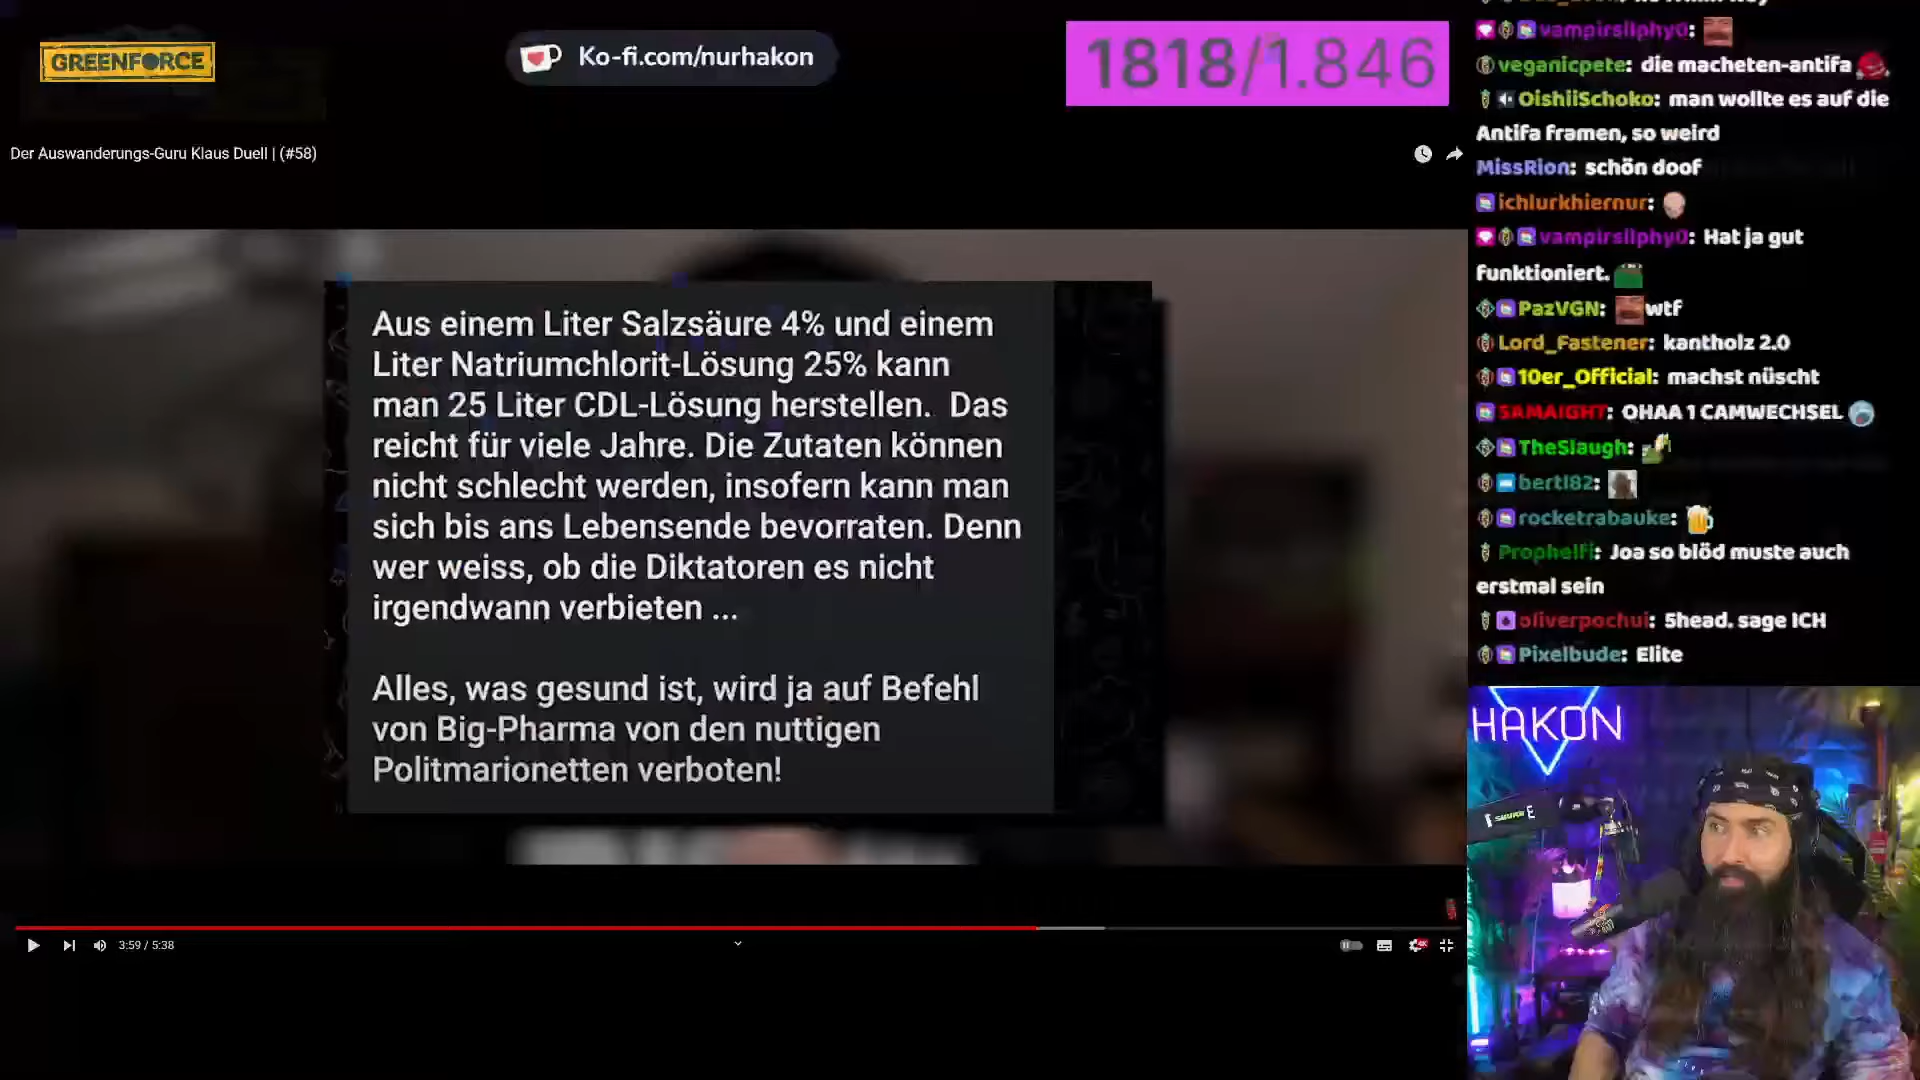 GREENFORCE
Ko-fi.com/nurhakon
1818/1.846
Der Auswanderungs-Guru Klaus Duell | (#58)
Aus einem Liter Salzsäure 4% und einem
Liter Natriumchlorit-Lösung 25% kann
man 25 Liter CDL-Lösung herstellen. Das
reicht für viele Jahre. Die Zutaten können
nicht schlecht werden, insofern kann man
sich bis ans Lebensende bevorraten. Denn
wer weiss, ob die Diktatoren es nicht
irgendwann verbieten ...
Alles, was gesund ist, wird ja auf Befehl
von Big-Pharma von den nuttigen
Politmarionetten verboten!
3:59 / 5:38
4K
vampirsilphy0:
veganicpete: die macheten-antifa
OishiiSchoko: man wollte es auf die
Antifa framen, so weird
MissRion: schön doof
ichlurkhiernur:
vampirsilphy0: Hat ja gut
funktioniert.
PazVGN: wtf
Lord_Fastener: kantholz 2.0
10er_Official: machst nüscht
SAMAIGHT: OHAA 1 CAMWECHSEL
TheSlaugh:
bertl82:
rocketrabauke:
Prophelfi: Joa so blöd muste auch
erstmal sein
oliverpochui: 5head. sage ICH
Pixelbude: Elite
HAKON
SHURE